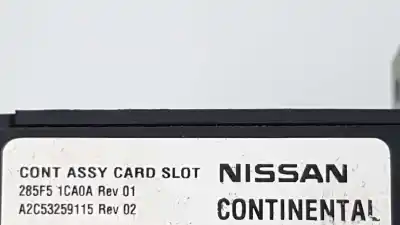 CONT ASSY CARD SLOT NISSAN
285F5 1CA0A Rev 01
A2C53259115 Rev 02 CONTINENTAL